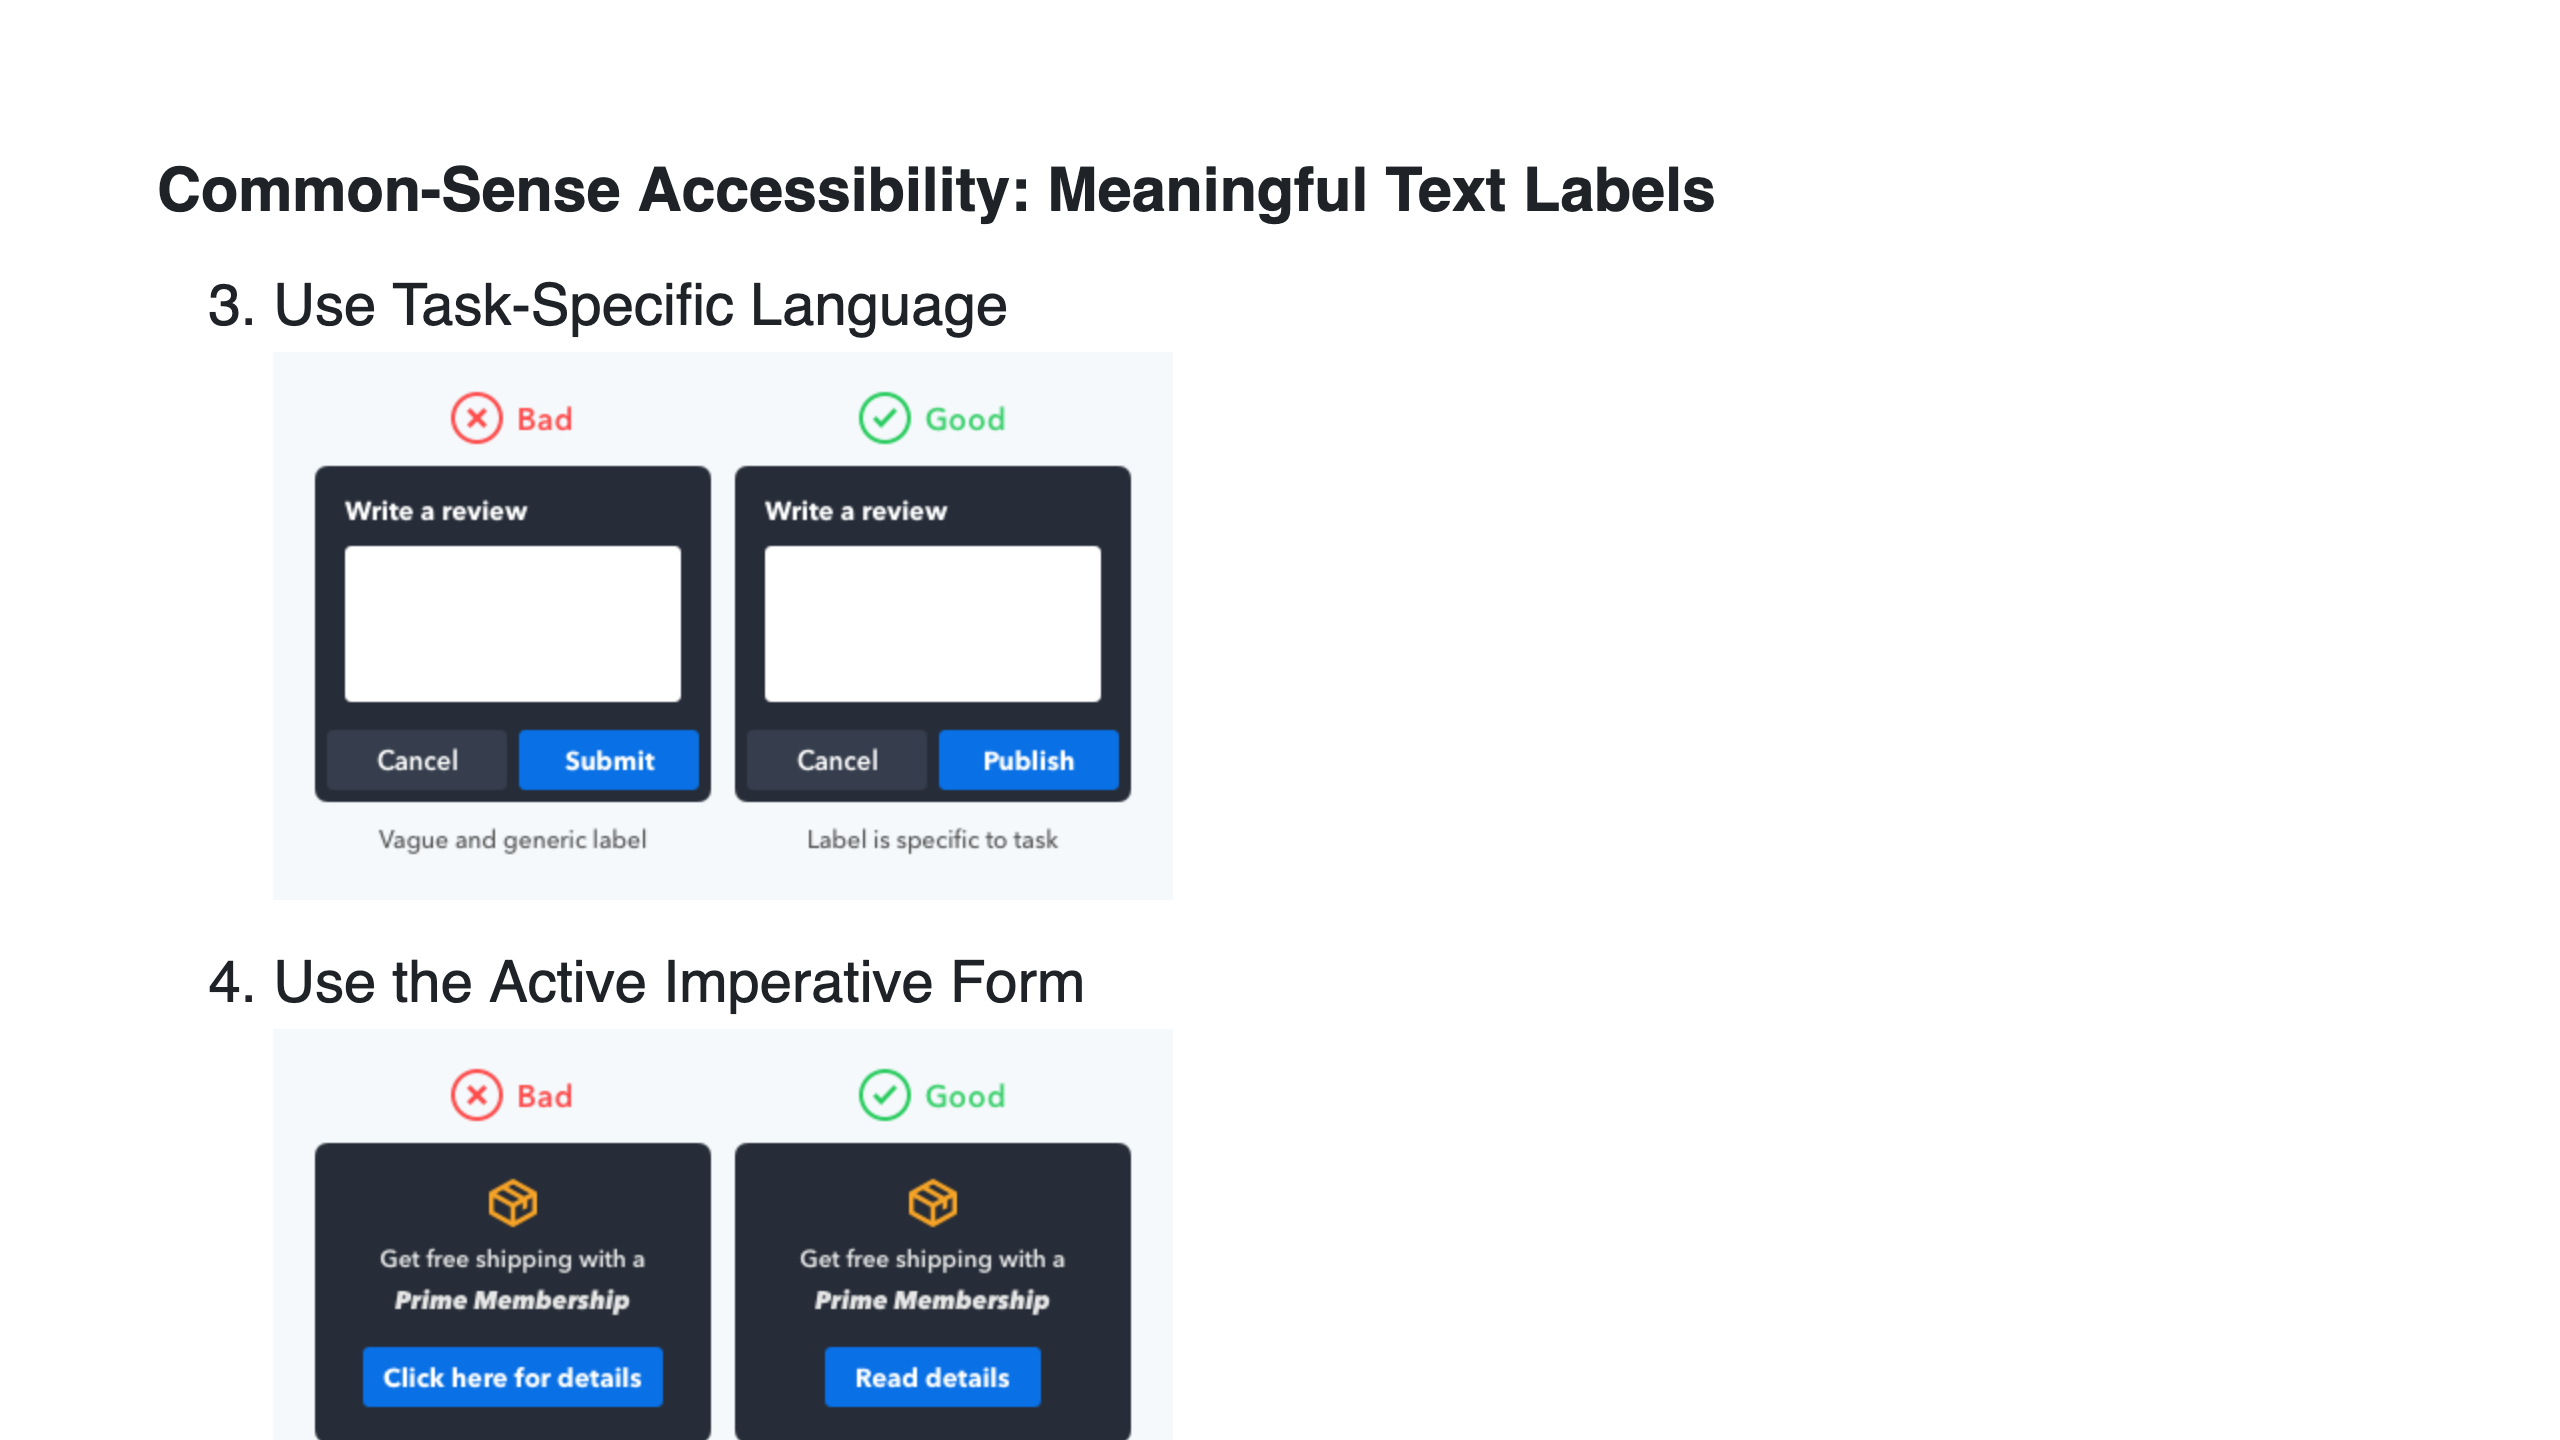 Common-Sense Accessibility: Meaningful Text Labels
3. Use Task-Specific Language
Bad
Good
Write a review
Write a review
Cancel
Submit
Cancel
Publish
Vague and generic label
Label is specific to task
4. Use the Active Imperative Form
Bad
Good
Get free shipping with a
Prime Membership
Click here for details
Get free shipping with a
Prime Membership
Read details